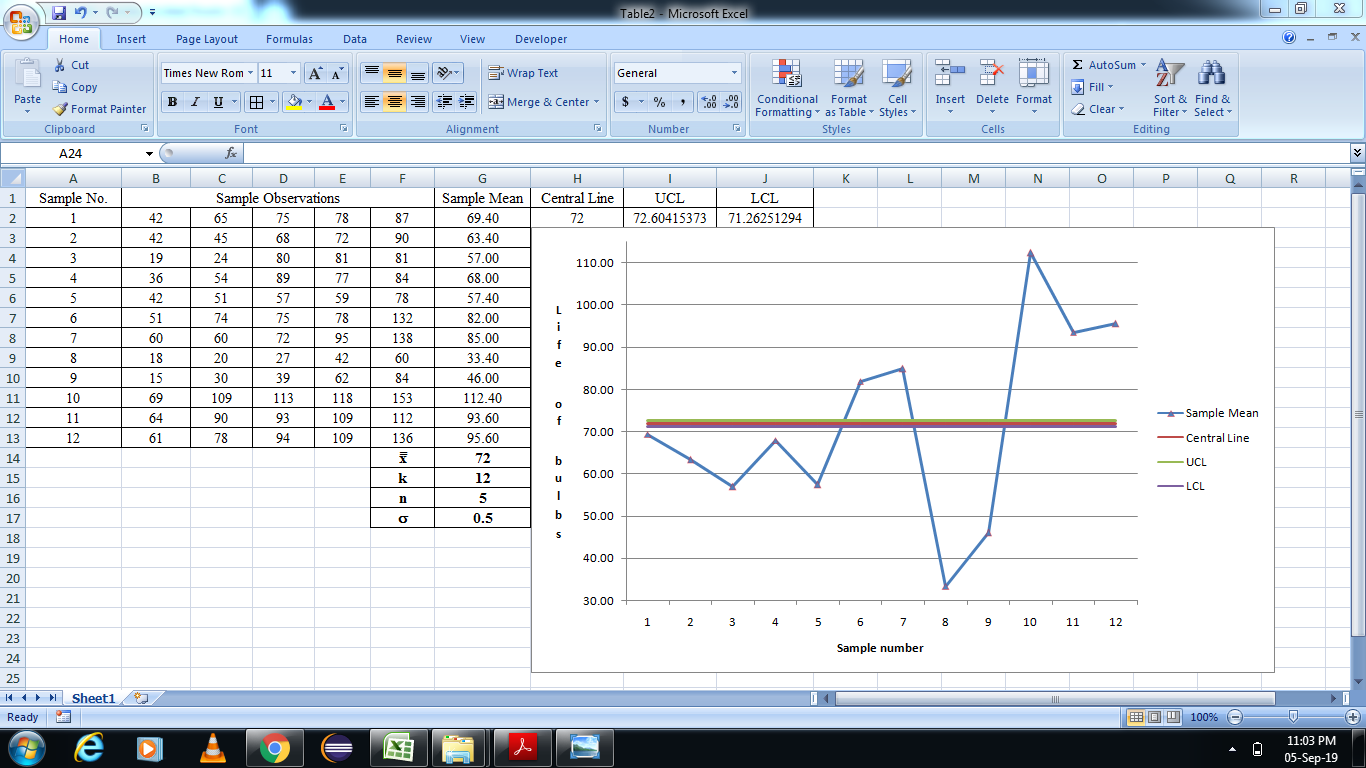 Table2 - Microsoft Excel
Home Insert Page Layout Formulas Data Review View Developer
Paste
Cut
Copy
Format Painter
Clipboard
Times New Rom 11
B I U
Font
Wrap Text
Merge & Center
Alignment
General
$ % ,
Number
Conditional Formatting
Format as Table
Cell Styles
Styles
Insert Delete Format
Cells
Σ AutoSum
Fill
Clear
Sort & Filter
Find & Select
Editing
A24 fx
A B C D E F G H I J K L M N O P Q R
1 Sample No. Sample Observations Sample Mean Central Line UCL LCL
2 1 42 65 75 78 87 69.40 72 72.60415373 71.26251294
3 2 42 45 68 72 90 63.40
4 3 19 24 80 81 81 57.00
5 4 36 54 89 77 84 68.00
6 5 42 51 57 59 78 57.40
7 6 51 74 75 78 132 82.00
8 7 60 60 72 95 138 85.00
9 8 18 20 27 42 60 33.40
10 9 15 30 39 62 84 46.00
11 10 69 109 113 118 153 112.40
12 11 64 90 93 109 112 93.60
13 12 61 78 94 109 136 95.60
14 x̿ 72
15 k 12
16 n 5
17 σ 0.5
18
19
20
21
22
23
24
25
Life of bulbs
110.00
100.00
90.00
80.00
70.00
60.00
50.00
40.00
30.00
1 2 3 4 5 6 7 8 9 10 11 12
Sample number
Sample Mean
Central Line
UCL
LCL
Sheet1
Ready 100%
11:03 PM
05-Sep-19